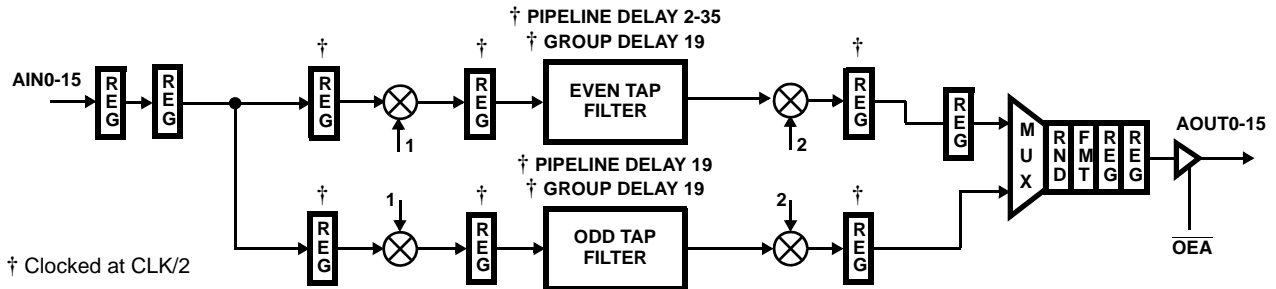 † PIPELINE DELAY 2-35
† GROUP DELAY 19
AIN0-15
REG
REG
†
REG
1
†
REG
EVEN TAP
FILTER
2
†
REG
REG
MUX
RND
FMT
REG
REG
AOUT0-15
OEA
† PIPELINE DELAY 19
† GROUP DELAY 19
†
REG
1
†
REG
ODD TAP
FILTER
2
†
REG
† Clocked at CLK/2